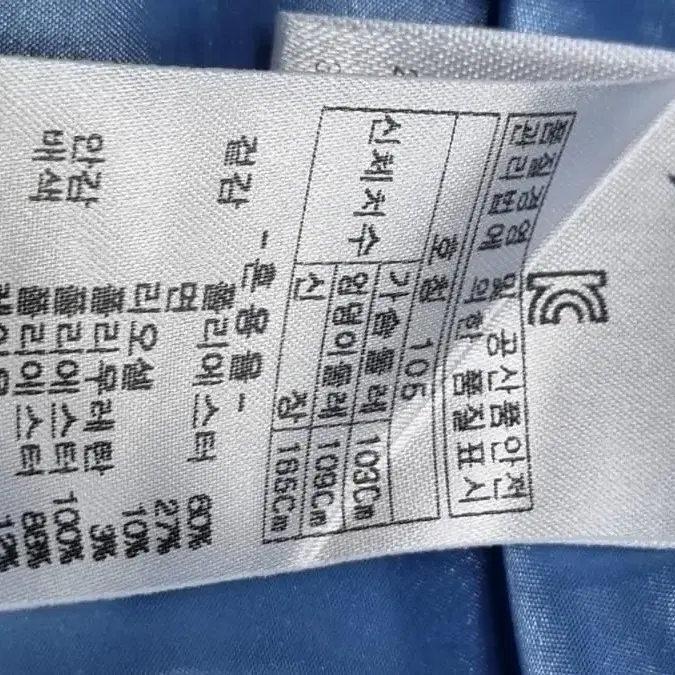 KC
품질경영 및 공산품안전
관리법에 의한 품질표시
호칭 105
신체치수 가슴둘레 103Cm
엉덩이둘레 109Cm
신장 165Cm
-혼용율-
겉감 폴리에스터 60%
면 27%
리오셀 10%
폴리우레탄 3%
안감 폴리에스터 100%
배색 폴리에스터 88%